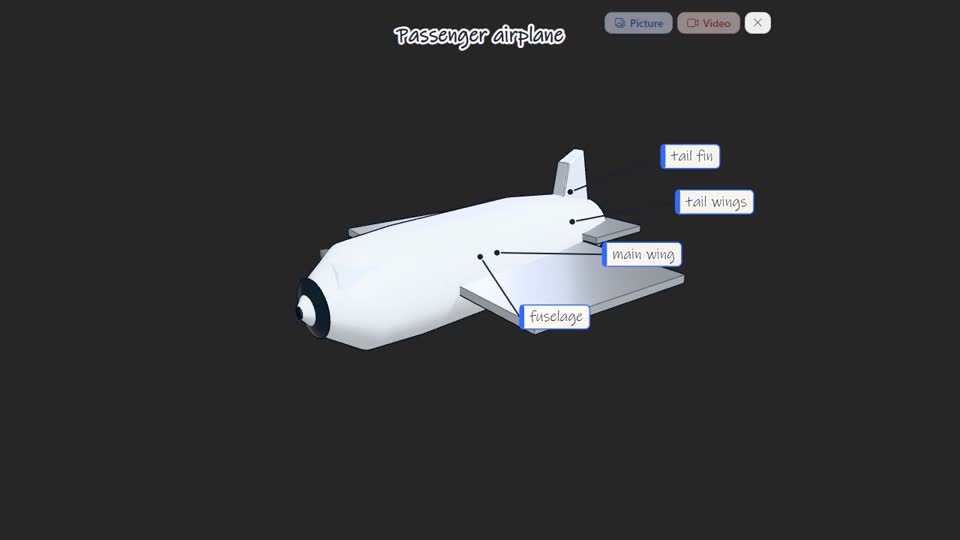 Passenger airplane
Picture
Video
tail fin
tail wings
main wing
fuselage